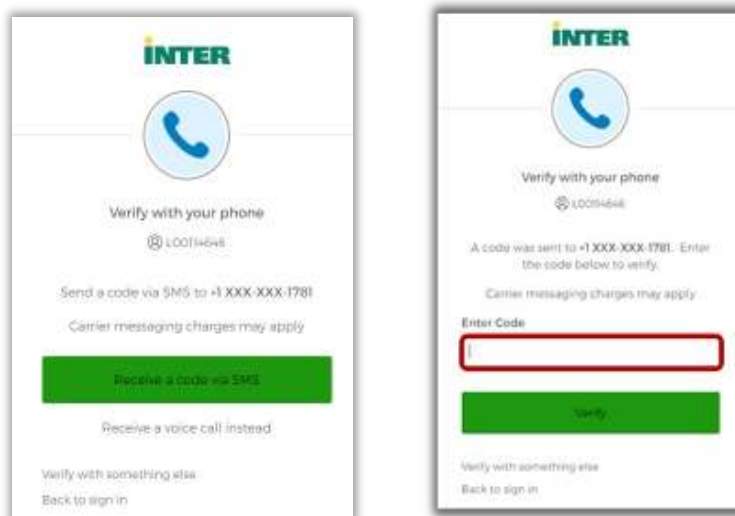 INTER
Verify with your phone
Send a code via SMS to +1 XXX-XXX-1781
Carrier messaging charges may apply
Receive a code via SMS
Receive a voice call instead
Verify with something else
Back to sign in
INTER
Verify with your phone
A code was sent to +1 XXX-XXX-1781. Enter
the code below to verify.
Carrier messaging charges may apply
Enter Code
Verify
Verify with something else
Back to sign in